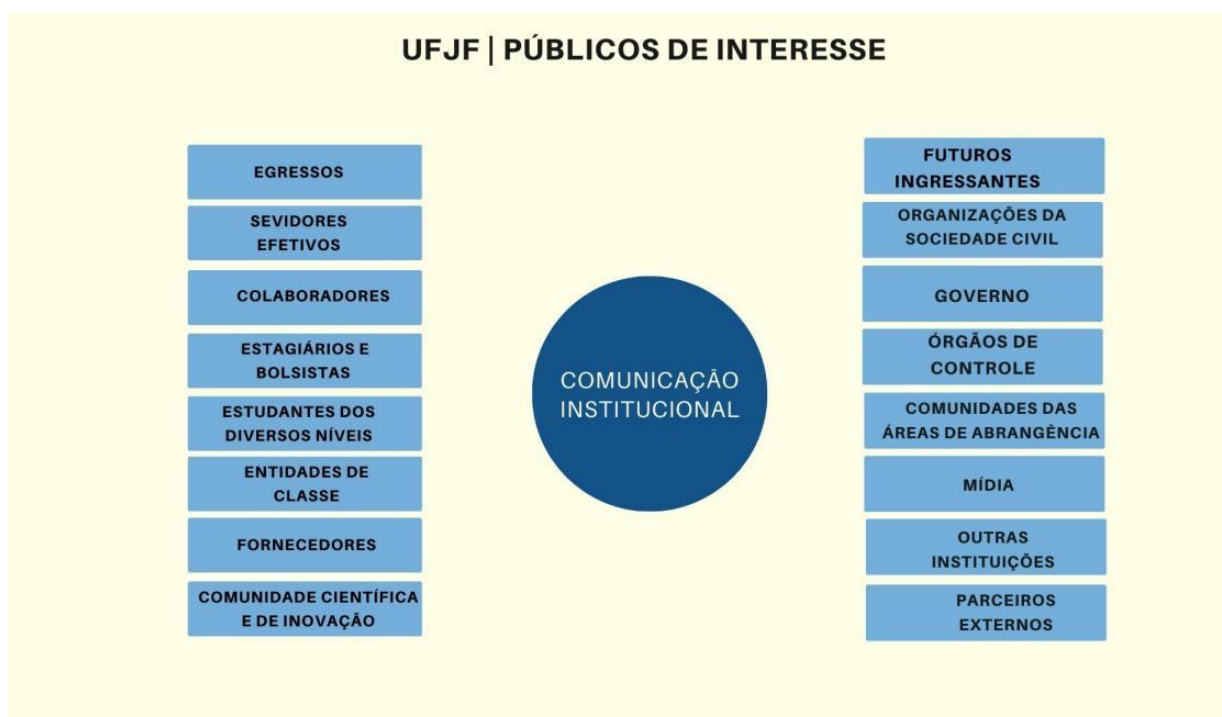 UFJF | PÚBLICOS DE INTERESSE
EGRESSOS
SEVIDORES
EFETIVOS
COLABORADORES
ESTAGIÁRIOS E
BOLSISTAS
ESTUDANTES DOS
DIVERSOS NÍVEIS
ENTIDADES DE
CLASSE
FORNECEDORES
COMUNIDADE CIENTÍFICA
E DE INOVAÇÃO
COMUNICAÇÃO
INSTITUCIONAL
FUTUROS
INGRESSANTES
ORGANIZAÇÕES DA
SOCIEDADE CIVIL
GOVERNO
ÓRGÃOS DE
CONTROLE
COMUNIDADES DAS
ÁREAS DE ABRANGÊNCIA
MÍDIA
OUTRAS
INSTITUIÇÕES
PARCEIROS
EXTERNOS